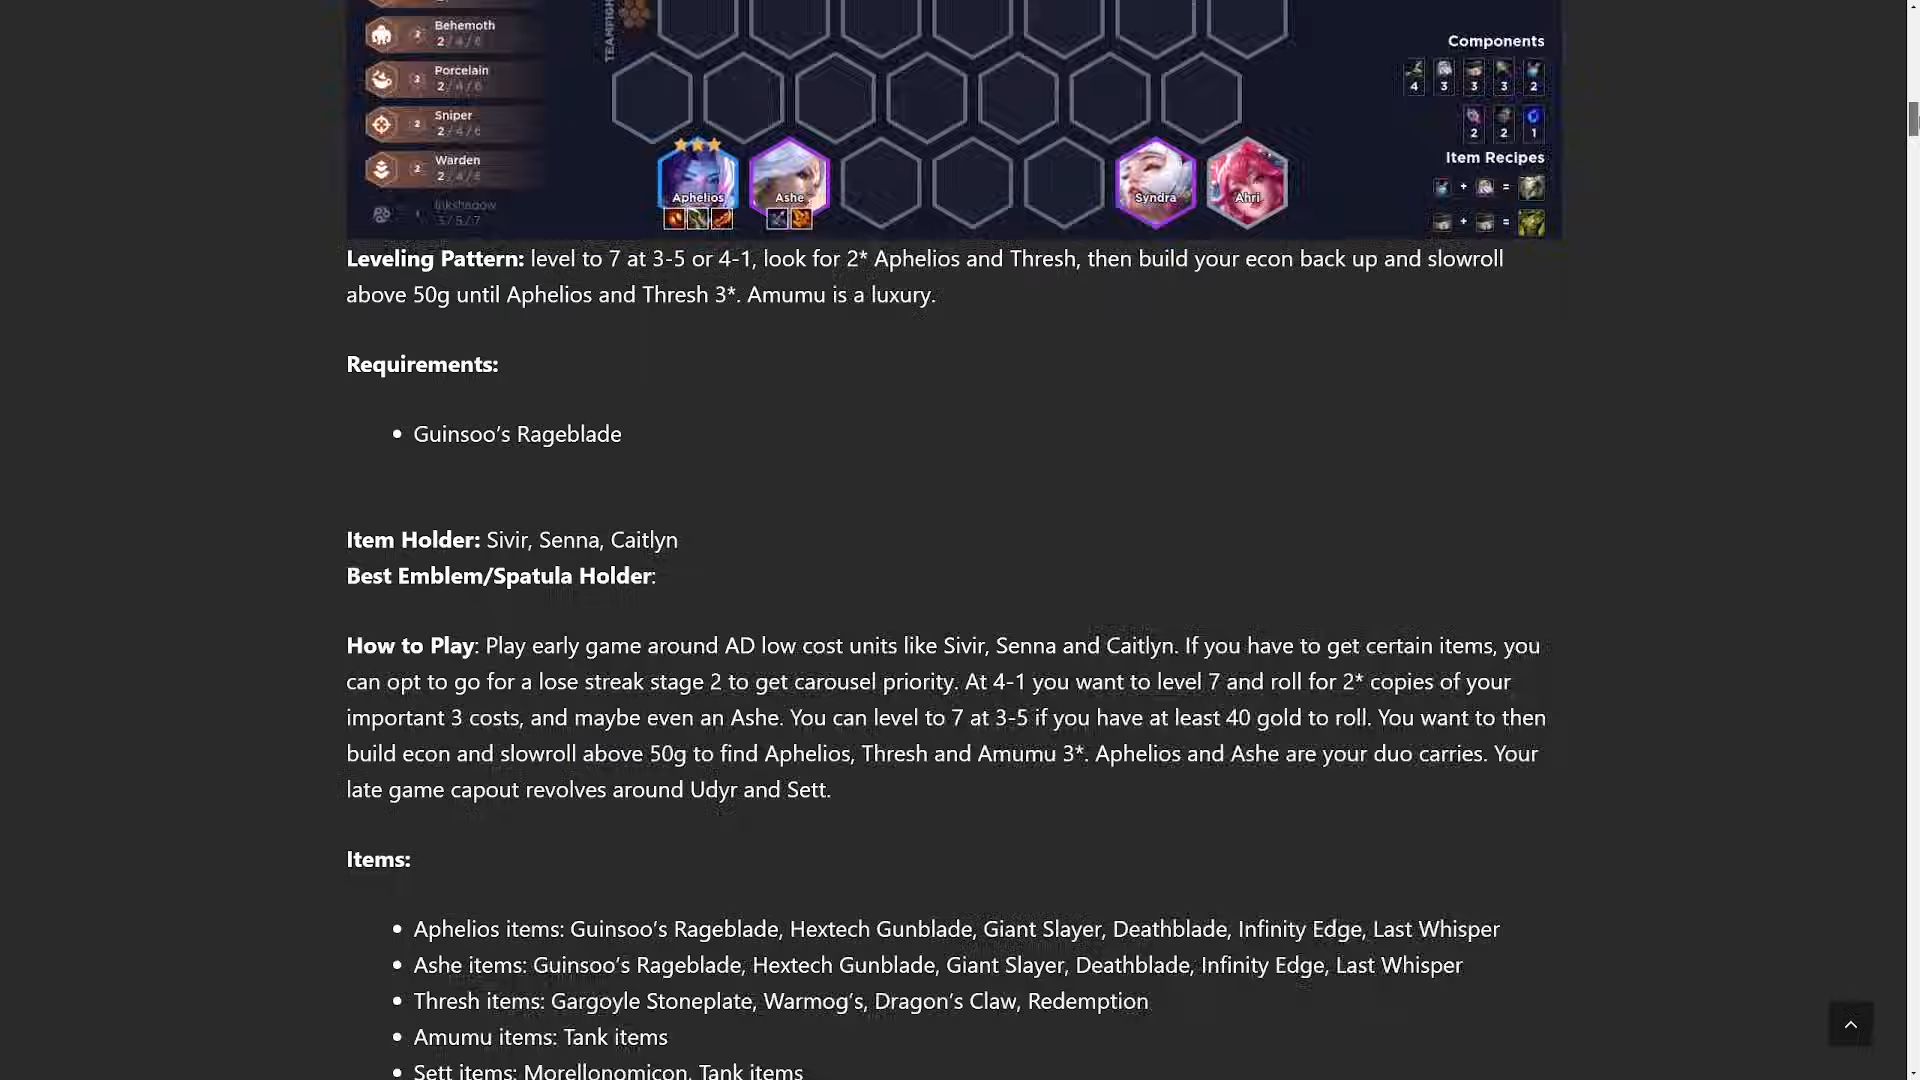 Behemoth
2 2 / 4 / 6
Porcelain
2 2 / 4 / 6
Sniper
2 2 / 4 / 6
Warden
2 2 / 4 / 6
Inkshadow
3 / 5 / 7
Components
4 3 3 3 2
2 2 1
Item Recipes
+ =
+ =
Aphelios Ashe Syndra Ahri
Leveling Pattern: level to 7 at 3-5 or 4-1, look for 2* Aphelios and Thresh, then build your econ back up and slowroll
above 50g until Aphelios and Thresh 3*. Amumu is a luxury.
Requirements:
• Guinsoo’s Rageblade
Item Holder: Sivir, Senna, Caitlyn
Best Emblem/Spatula Holder:
How to Play: Play early game around AD low cost units like Sivir, Senna and Caitlyn. If you have to get certain items, you
can opt to go for a lose streak stage 2 to get carousel priority. At 4-1 you want to level 7 and roll for 2* copies of your
important 3 costs, and maybe even an Ashe. You can level to 7 at 3-5 if you have at least 40 gold to roll. You want to then
build econ and slowroll above 50g to find Aphelios, Thresh and Amumu 3*. Aphelios and Ashe are your duo carries. Your
late game capout revolves around Udyr and Sett.
Items:
• Aphelios items: Guinsoo’s Rageblade, Hextech Gunblade, Giant Slayer, Deathblade, Infinity Edge, Last Whisper
• Ashe items: Guinsoo’s Rageblade, Hextech Gunblade, Giant Slayer, Deathblade, Infinity Edge, Last Whisper
• Thresh items: Gargoyle Stoneplate, Warmog’s, Dragon’s Claw, Redemption
• Amumu items: Tank items
• Sett items: Morellonomicon, Tank items